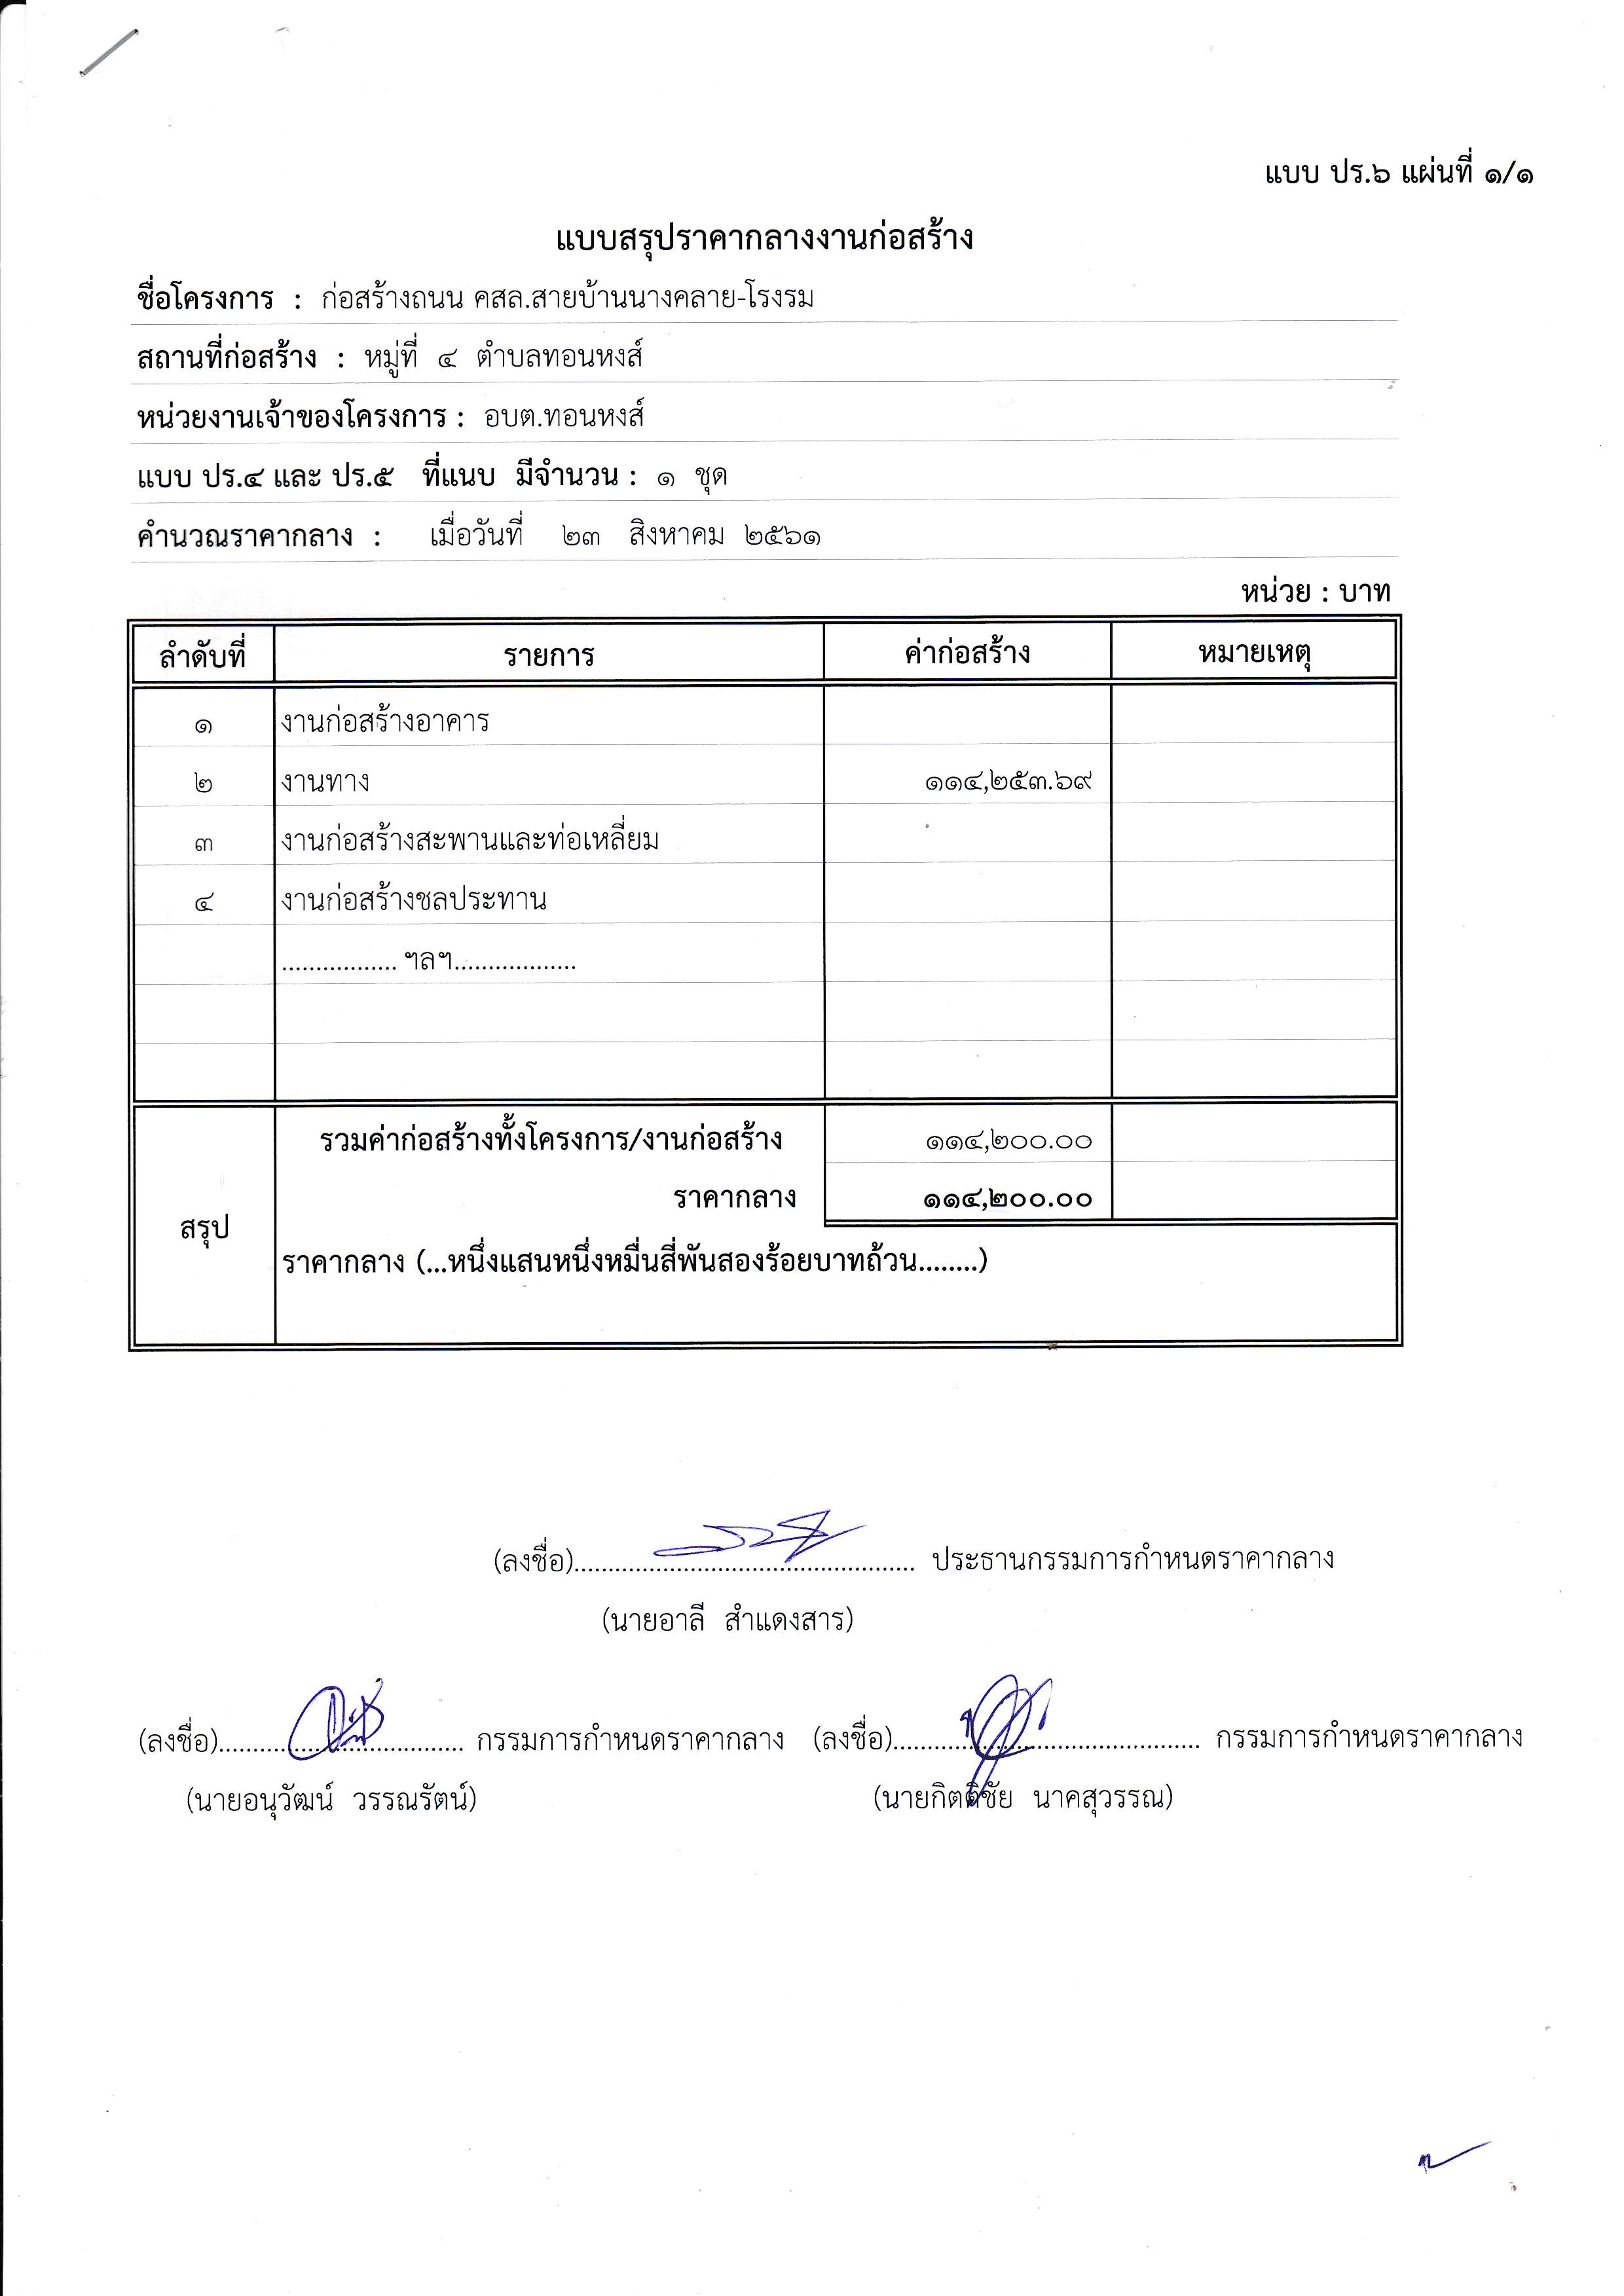 แบบ ปร.๖ แผ่นที่ ๑/๑
แบบสรุปราคากลางงานก่อสร้าง
ชื่อโครงการ : ก่อสร้างถนน คสล.สายบ้านนางคลาย-โรงรม
สถานที่ก่อสร้าง : หมู่ที่ ๔ ตำบลทอนหงส์
หน่วยงานเจ้าของโครงการ : อบต.ทอนหงส์
แบบ ปร.๔ และ ปร.๕ ที่แนบ มีจำนวน : ๑ ชุด
คำนวณราคากลาง : เมื่อวันที่ ๒๓ สิงหาคม ๒๕๖๑
หน่วย : บาท
ลำดับที่ รายการ ค่าก่อสร้าง หมายเหตุ
๑ งานก่อสร้างอาคาร
๒ งานทาง ๑๑๔,๒๕๓.๖๙
๓ งานก่อสร้างสะพานและท่อเหลี่ยม
๔ งานก่อสร้างชลประทาน
................. ฯลฯ..................
รวมค่าก่อสร้างทั้งโครงการ/งานก่อสร้าง ๑๑๔,๒๐๐.๐๐
ราคากลาง ๑๑๔,๒๐๐.๐๐
สรุป
ราคากลาง (...หนึ่งแสนหนึ่งหมื่นสี่พันสองร้อยบาทถ้วน........)
(ลงชื่อ).................................................. ประธานกรรมการกำหนดราคากลาง
(นายอาลี สำแดงสาร)
(ลงชื่อ).................................... กรรมการกำหนดราคากลาง (ลงชื่อ)............................................. กรรมการกำหนดราคากลาง
(นายอนุวัฒน์ วรรณรัตน์) (นายกิตติชัย นาคสุวรรณ)